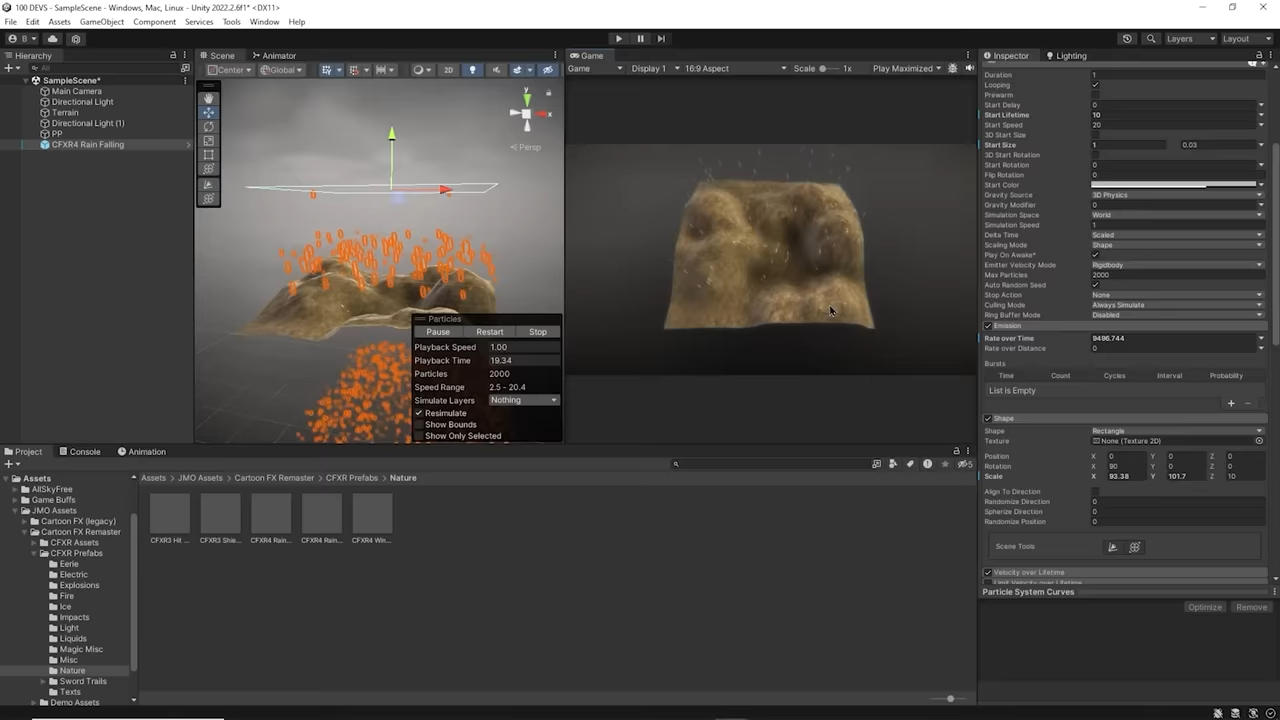 100 DEVS - SampleScene - Windows, Mac, Linux - Unity 2022.2.6f1* <DX11>
File Edit Assets GameObject Component Services Tools Window Help
B
Layers Layout
Hierarchy
All
SampleScene*
Main Camera
Directional Light
Terrain
Directional Light (1)
PP
CFXR4 Rain Falling
Scene Animator
Center Global 2D
y
x
Persp
Particles
Pause Restart Stop
Playback Speed 1.00
Playback Time 19.34
Particles 2000
Speed Range 2.5 - 20.4
Simulate Layers Nothing
Resimulate
Show Bounds
Show Only Selected
Game
Game Display 1 16:9 Aspect Scale 1x Play Maximized
Inspector Lighting
Duration 1
Looping
Prewarm
Start Delay 0
Start Lifetime 10
Start Speed 20
3D Start Size
Start Size 1 0.03
3D Start Rotation
Start Rotation 0
Flip Rotation 0
Start Color
Gravity Source 3D Physics
Gravity Modifier 0
Simulation Space World
Simulation Speed 1
Delta Time Scaled
Scaling Mode Shape
Play On Awake*
Emitter Velocity Mode Rigidbody
Max Particles 2000
Auto Random Seed
Stop Action None
Culling Mode Always Simulate
Ring Buffer Mode Disabled
Emission
Rate over Time 9496.744
Rate over Distance 0
Bursts
Time Count Cycles Interval Probability
List is Empty
Shape
Shape Rectangle
Texture None (Texture 2D)
Position X 0 Y 0 Z 0
Rotation X 90 Y 0 Z 0
Scale X 93.38 Y 101.7 Z 10
Align To Direction
Randomize Direction 0
Spherize Direction 0
Randomize Position 0
Scene Tools
Velocity over Lifetime
Limit Velocity over Lifetime
Particle System Curves
Optimize Remove
Project Console Animation
5
Assets
AllSkyFree
Game Buffs
JMO Assets
Cartoon FX (legacy)
Cartoon FX Remaster
CFXR Assets
CFXR Prefabs
Eerie
Electric
Explosions
Fire
Ice
Impacts
Light
Liquids
Magic Misc
Misc
Nature
Sword Trails
Texts
Demo Assets
Assets JMO Assets Cartoon FX Remaster CFXR Prefabs Nature
CFXR3 Hit ... CFXR3 Shie... CFXR4 Rain... CFXR4 Rain... CFXR4 Win...